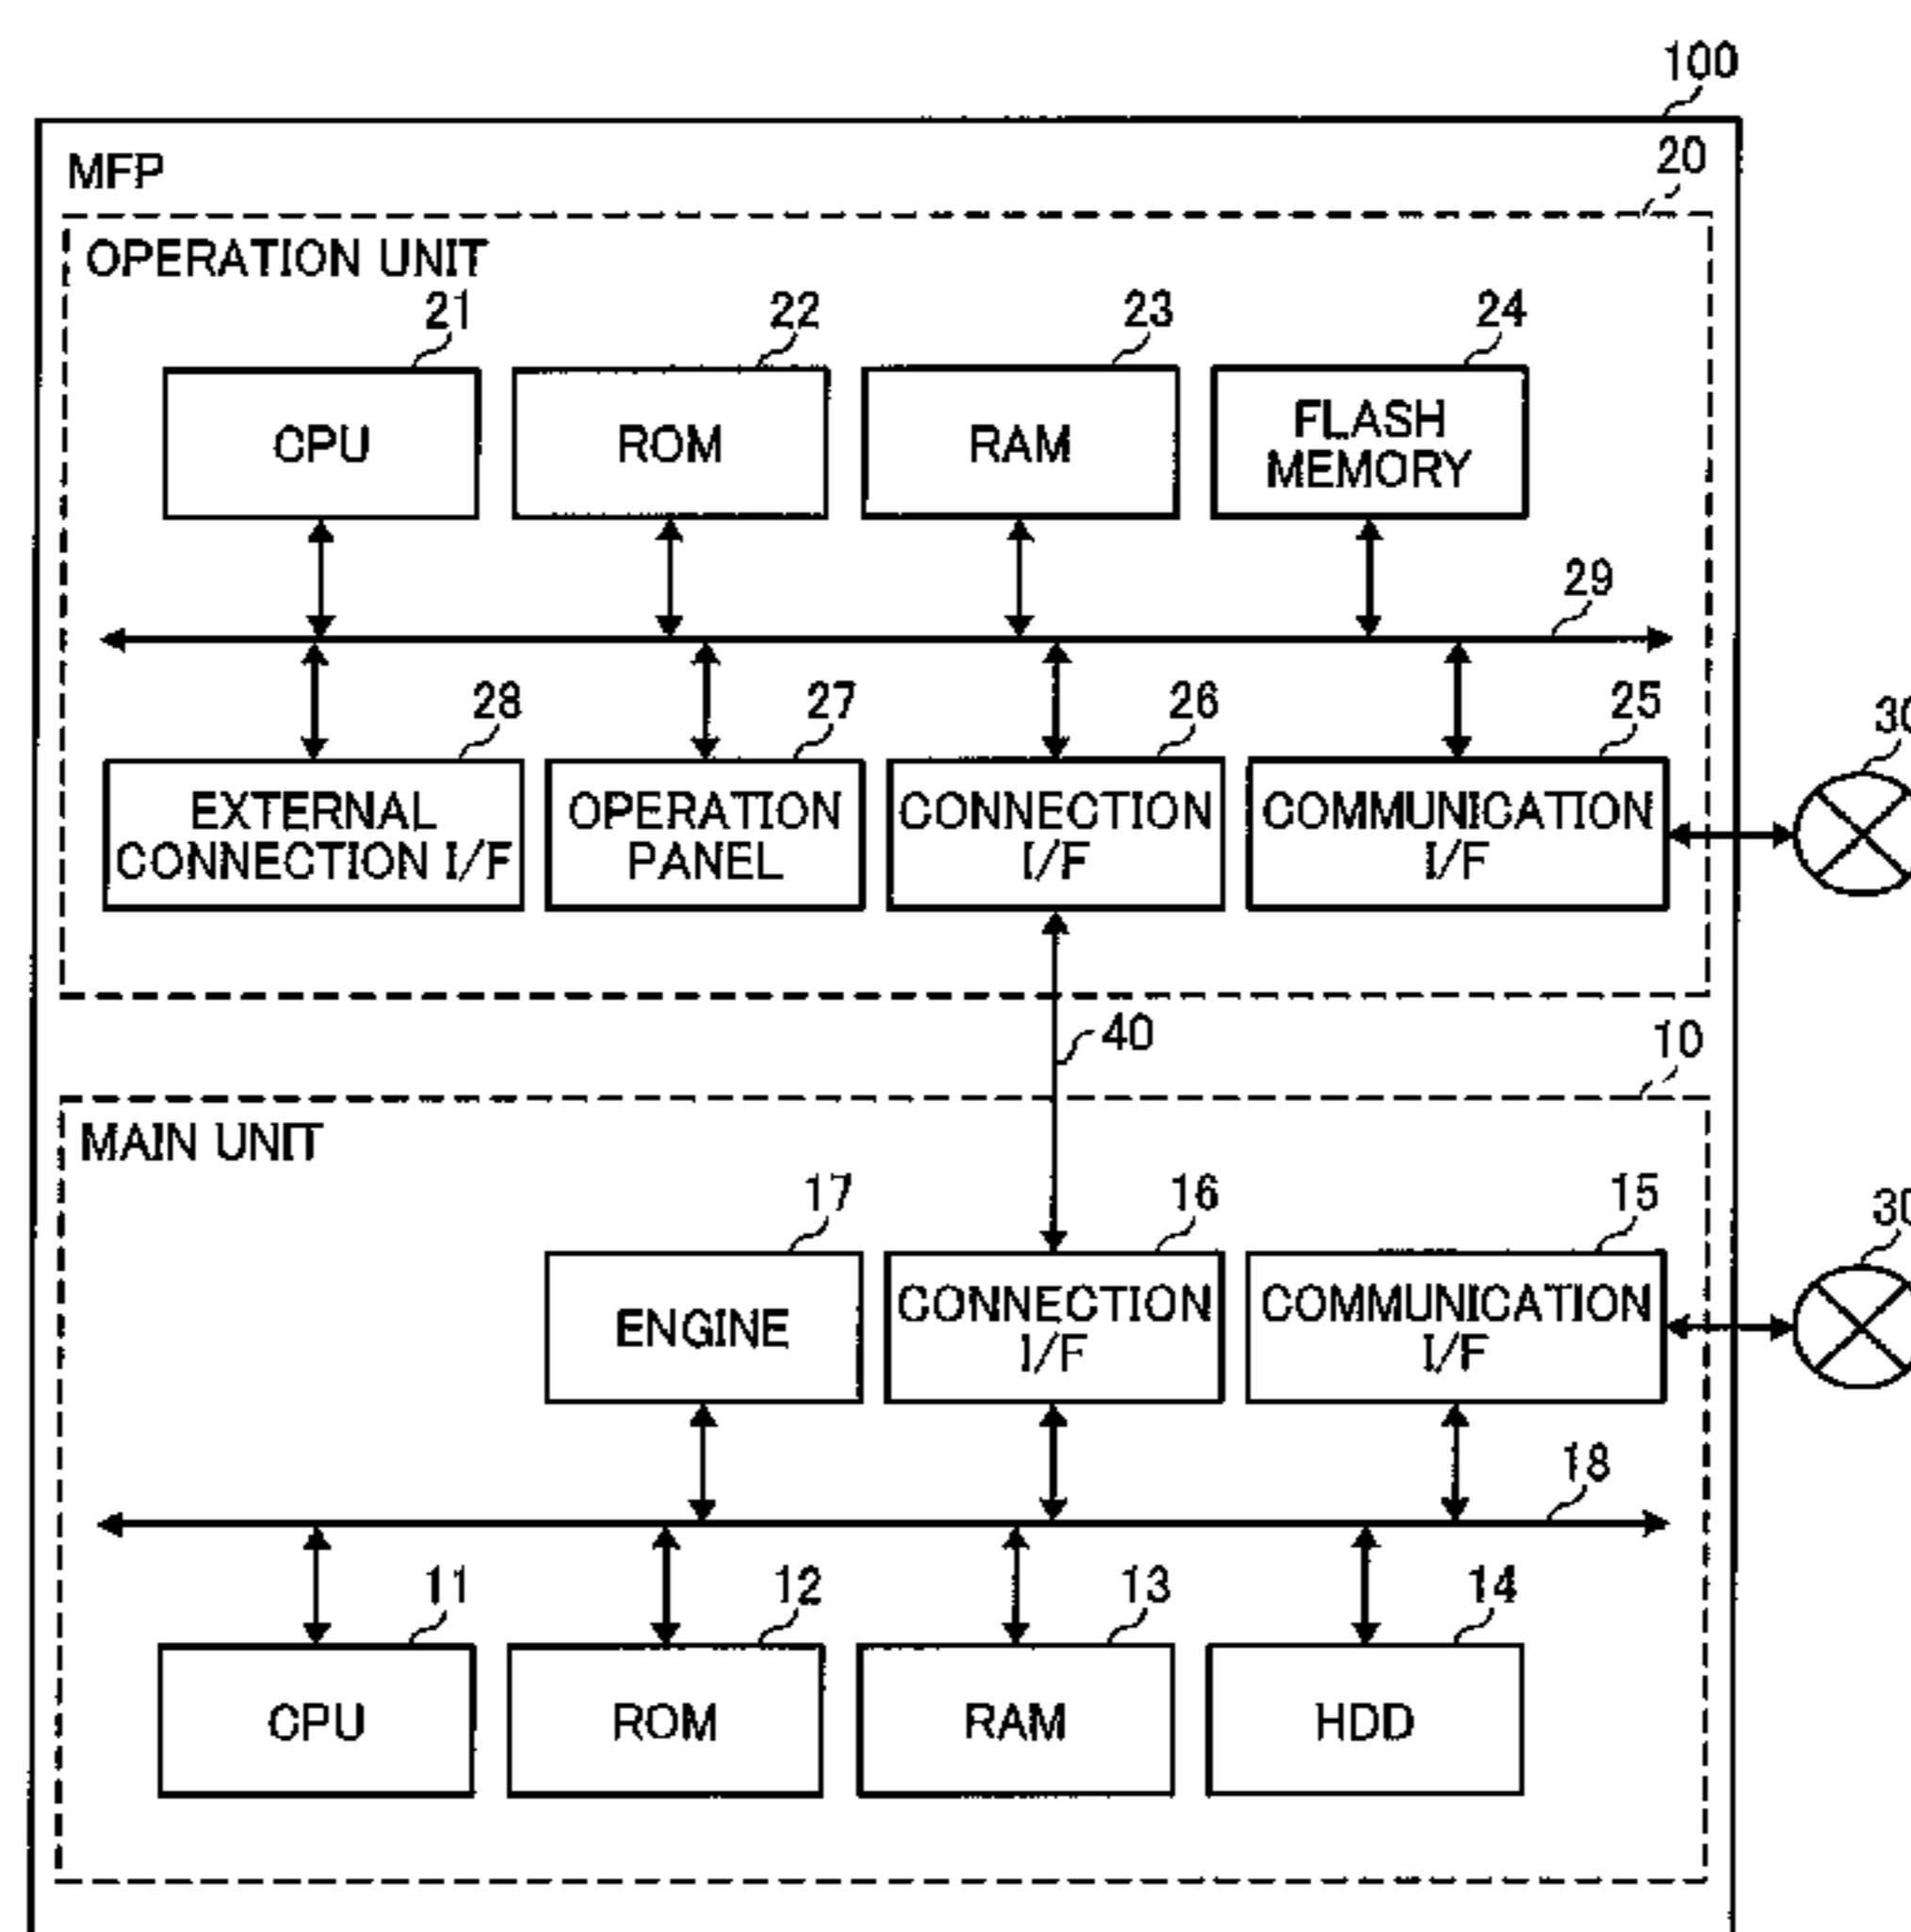 100
MFP
20
OPERATION UNIT
21
22
23
24
CPU
ROM
RAM
FLASH
MEMORY
29
28
27
26
25
30
EXTERNAL
CONNECTION I/F
OPERATION
PANEL
CONNECTION
I/F
COMMUNICATION
I/F
40
10
MAIN UNIT
17
16
15
30
ENGINE
CONNECTION
I/F
COMMUNICATION
I/F
18
11
12
13
14
CPU
ROM
RAM
HDD